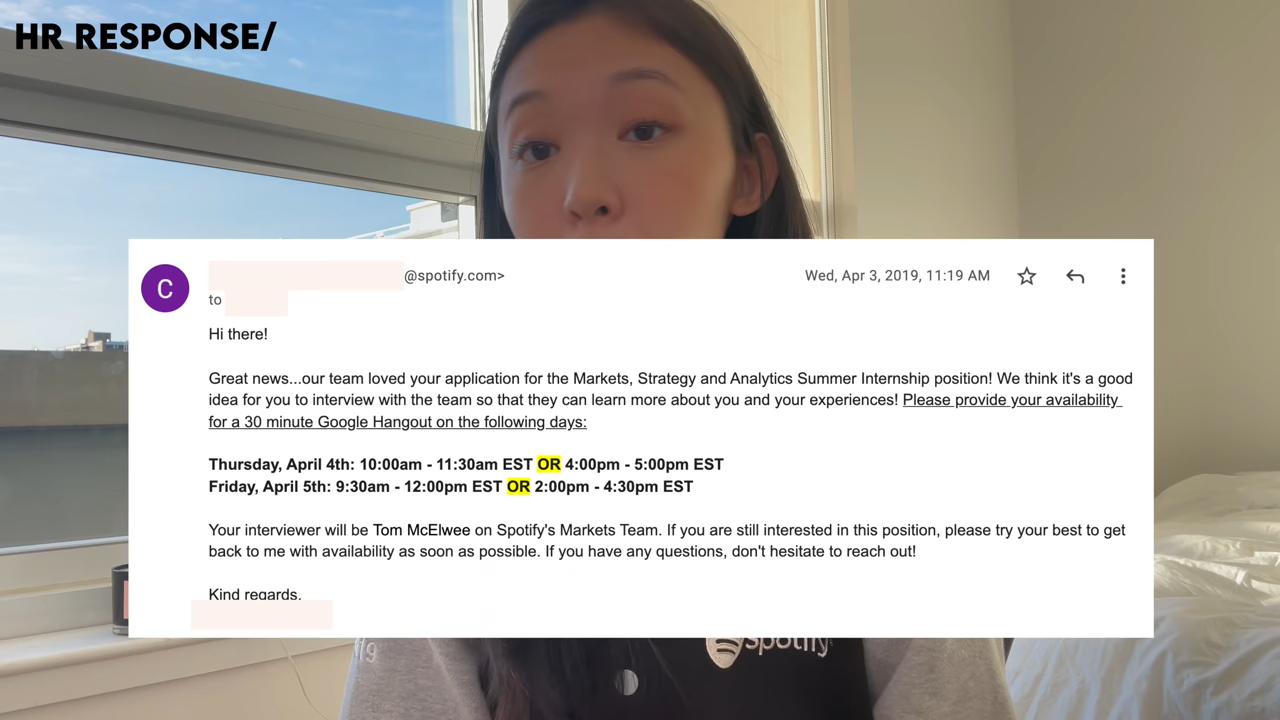 HR RESPONSE/
C
@spotify.com>
Wed, Apr 3, 2019, 11:19 AM
to
Hi there!
Great news...our team loved your application for the Markets, Strategy and Analytics Summer Internship position! We think it's a good
idea for you to interview with the team so that they can learn more about you and your experiences! Please provide your availability
for a 30 minute Google Hangout on the following days:
Thursday, April 4th: 10:00am - 11:30am EST OR 4:00pm - 5:00pm EST
Friday, April 5th: 9:30am - 12:00pm EST OR 2:00pm - 4:30pm EST
Your interviewer will be Tom McElwee on Spotify's Markets Team. If you are still interested in this position, please try your best to get
back to me with availability as soon as possible. If you have any questions, don't hesitate to reach out!
Kind regards,
spotify
19